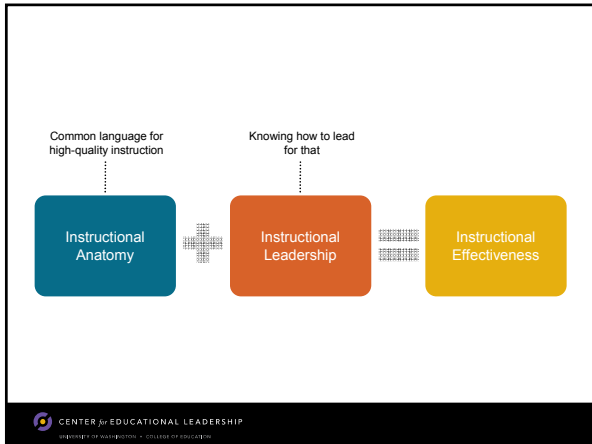 Common language for
high-quality instruction
Knowing how to lead
for that
Instructional
Anatomy
Instructional
Leadership
Instructional
Effectiveness
CENTER for EDUCATIONAL LEADERSHIP
UNIVERSITY OF WASHINGTON • COLLEGE OF EDUCATION